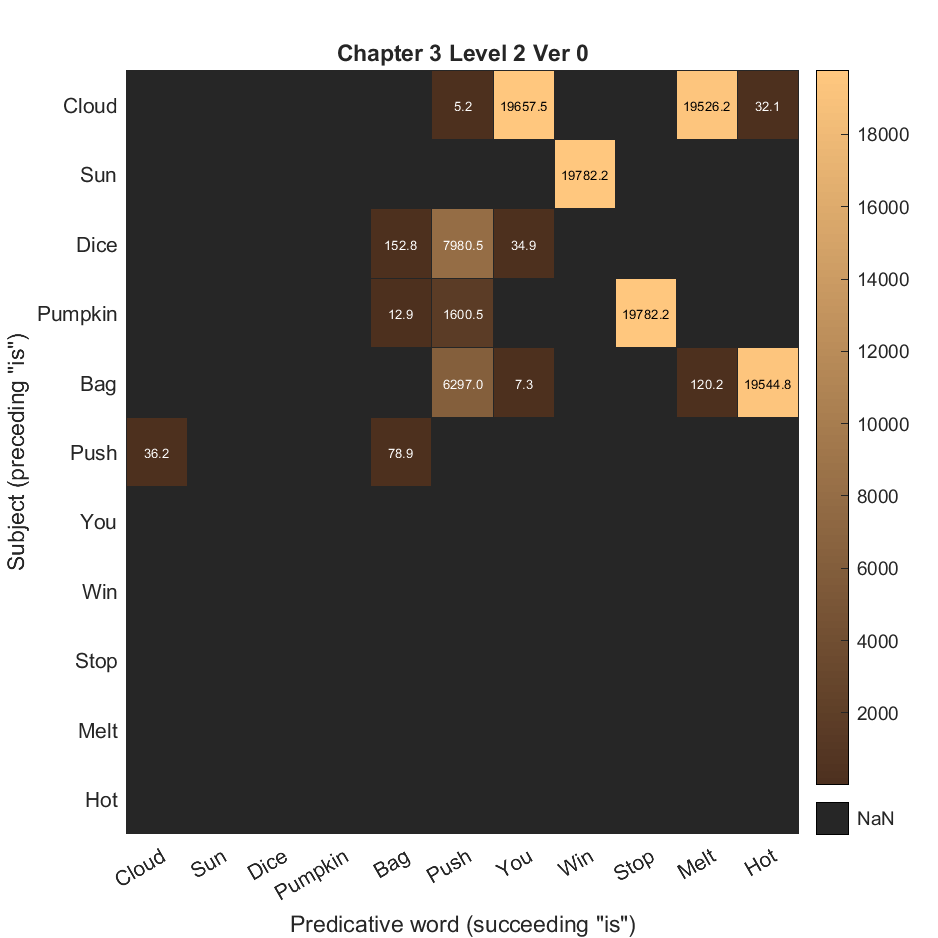 Chapter 3 Level 2 Ver 0
Cloud 5.2 19657.5 19526.2 32.1
Sun 19782.2
Dice 152.8 7980.5 34.9
Pumpkin 12.9 1600.5 19782.2
Bag 6297.0 7.3 120.2 19544.8
Push 36.2 78.9
You
Win
Stop
Melt
Hot
Cloud Sun Dice Pumpkin Bag Push You Win Stop Melt Hot
Predicative word (succeeding "is")
Subject (preceding "is")
18000
16000
14000
12000
10000
8000
6000
4000
2000
NaN